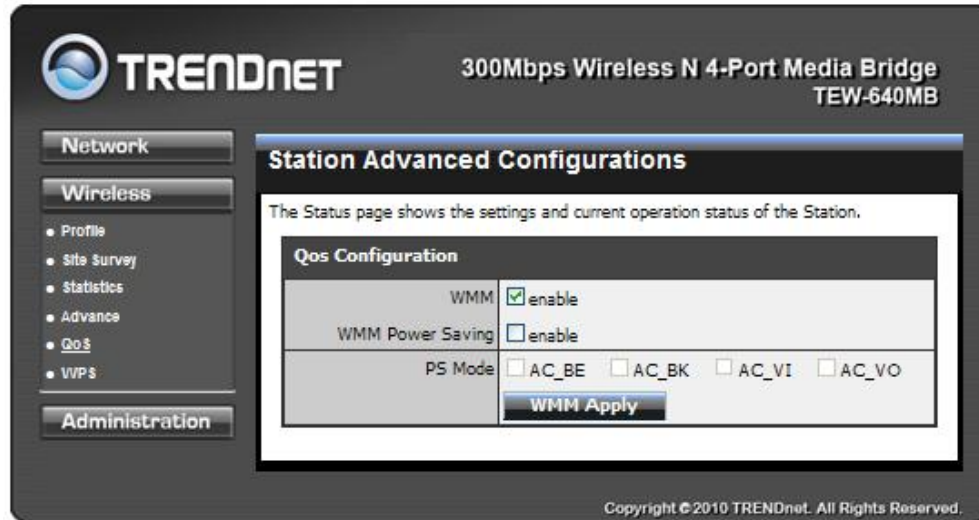 TRENDNET
300Mbps Wireless N 4-Port Media Bridge
TEW-640MB
Network
Wireless
Profile
Site Survey
Statistics
Advance
QoS
WPS
Administration
Station Advanced Configurations
The Status page shows the settings and current operation status of the Station.
Qos Configuration
WMM enable
WMM Power Saving enable
PS Mode AC_BE AC_BK AC_VI AC_VO
WMM Apply
Copyright © 2010 TRENDnet. All Rights Reserved.